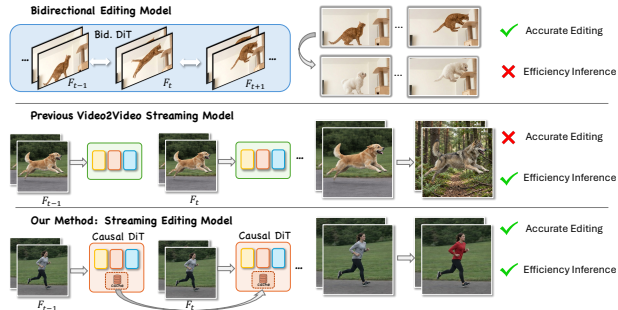 Bidirectional Editing Model
Bid. DiT
...
...
F_{t-1}
F_t
F_{t+1}
...
...
Accurate Editing
Efficiency Inference
Previous Video2Video Streaming Model
F_{t-1}
F_t
...
Accurate Editing
Efficiency Inference
Our Method: Streaming Editing Model
Causal DiT
Causal DiT
cache
cache
...
F_{t-1}
F_t
Accurate Editing
Efficiency Inference